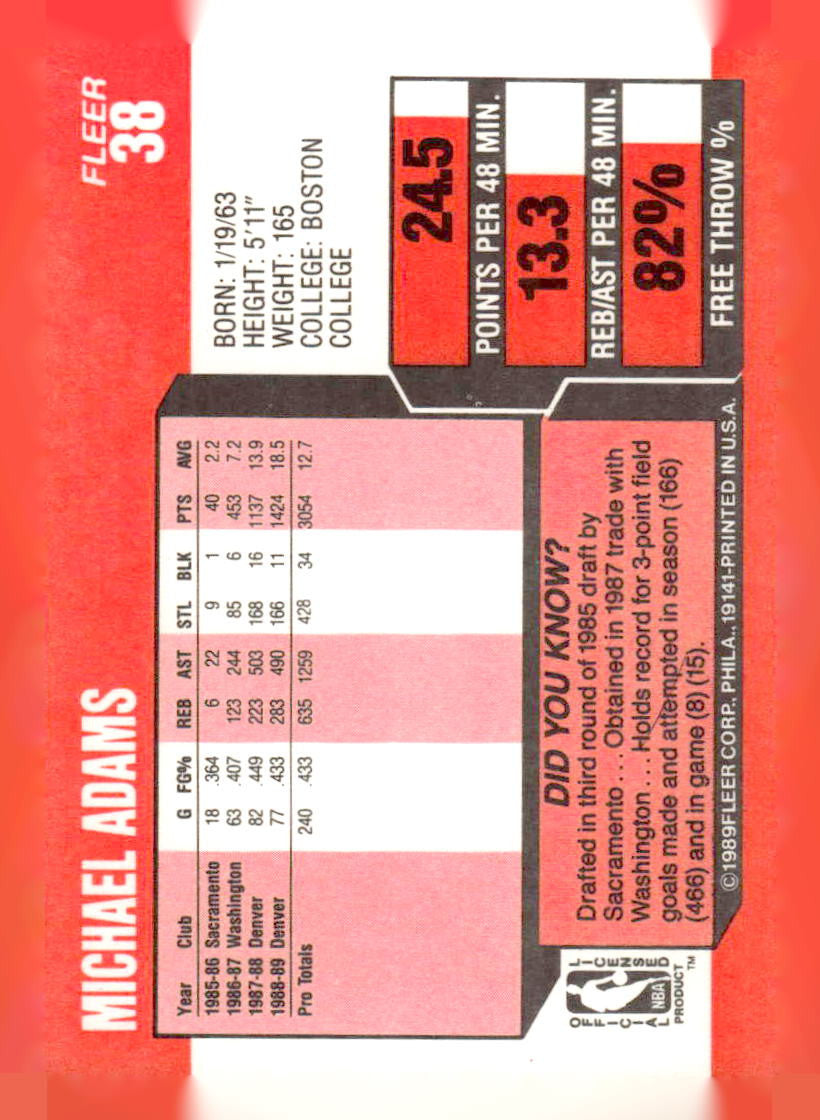 MICHAEL ADAMS
FLEER
38
Year Club G FG% REB AST STL BLK PTS AVG
1985-86 Sacramento 18 .364 6 22 9 1 40 2.2
1986-87 Washington 63 .407 123 244 85 6 453 7.2
1987-88 Denver 82 .449 223 503 168 16 1137 13.9
1988-89 Denver 77 .433 283 490 166 11 1424 18.5
Pro Totals 240 .433 635 1259 428 34 3054 12.7
BORN: 1/19/63
HEIGHT: 5'11"
WEIGHT: 165
COLLEGE: BOSTON
COLLEGE
24.5
POINTS PER 48 MIN.
13.3
REB/AST PER 48 MIN.
82%
FREE THROW %
DID YOU KNOW?
Drafted in third round of 1985 draft by
Sacramento ... Obtained in 1987 trade with
Washington ... Holds record for 3-point field
goals made and attempted in season (166)
(466) and in game (8) (15).
OFFICIAL NBA LICENSED
PRODUCT™
©1989 FLEER CORP., PHILA., 19141-PRINTED IN U.S.A.